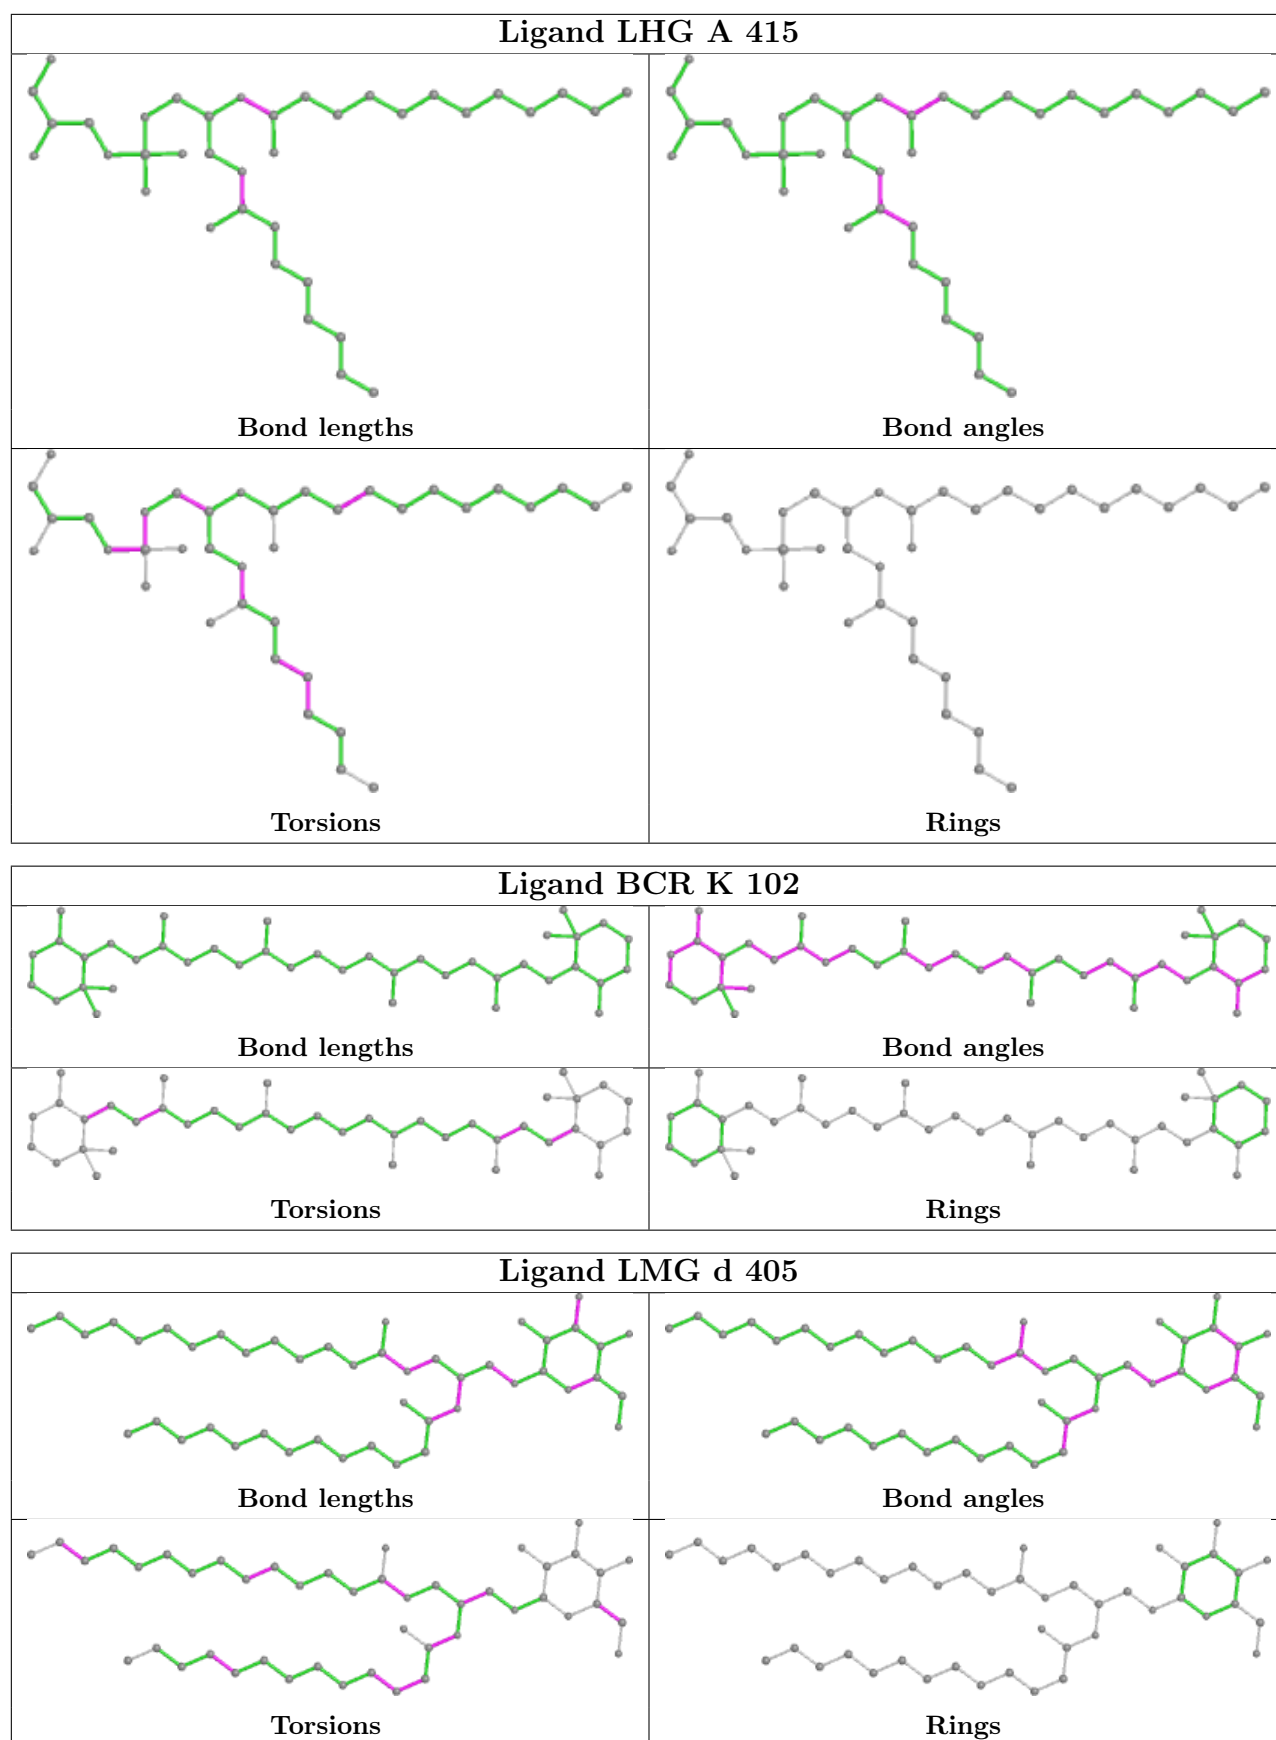 Ligand LHG A 415
Bond lengths
Bond angles
Torsions
Rings
Ligand BCR K 102
Bond lengths
Bond angles
Torsions
Rings
Ligand LMG d 405
Bond lengths
Bond angles
Torsions
Rings